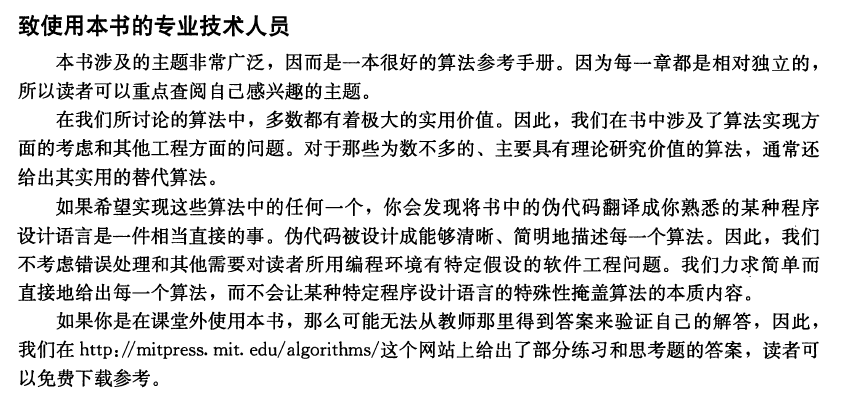 致使用本书的专业技术人员
本书涉及的主题非常广泛，因而是一本很好的算法参考手册。因为每一章都是相对独立的，
所以读者可以重点查阅自己感兴趣的主题。
在我们所讨论的算法中，多数都有着极大的实用价值。因此，我们在书中涉及了算法实现方
面的考虑和其他工程方面的问题。对于那些为数不多的、主要具有理论研究价值的算法，通常还
给出其实用的替代算法。
如果希望实现这些算法中的任何一个，你会发现将书中的伪代码翻译成你熟悉的某种程序
设计语言是一件相当直接的事。伪代码被设计成能够清晰、简明地描述每一个算法。因此，我们
不考虑错误处理和其他需要对读者所用编程环境有特定假设的软件工程问题。我们力求简单而
直接地给出每一个算法，而不会让某种特定程序设计语言的特殊性掩盖算法的本质内容。
如果你是在课堂外使用本书，那么可能无法从教师那里得到答案来验证自己的解答，因此，
我们在 http://mitpress.mit.edu/algorithms/这个网站上给出了部分练习和思考题的答案，读者可
以免费下载参考。